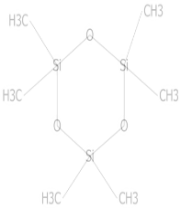 H3C CH3
O
Si Si
H3C CH3
O O
Si
H3C CH3